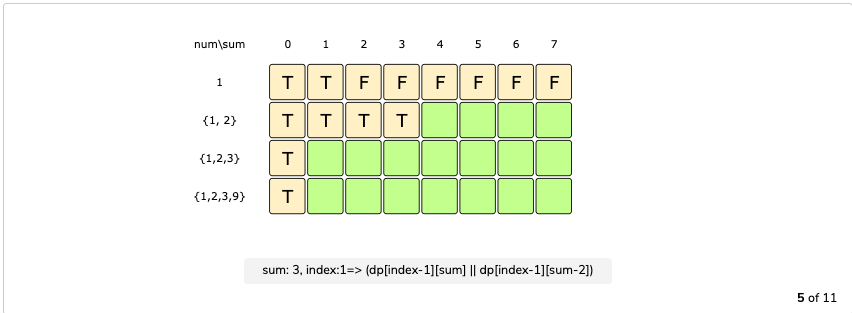 num\sum 0 1 2 3 4 5 6 7
1 T T F F F F F F
{1, 2} T T T T
{1,2,3} T
{1,2,3,9} T
sum: 3, index:1=> (dp[index-1][sum] || dp[index-1][sum-2])
5 of 11